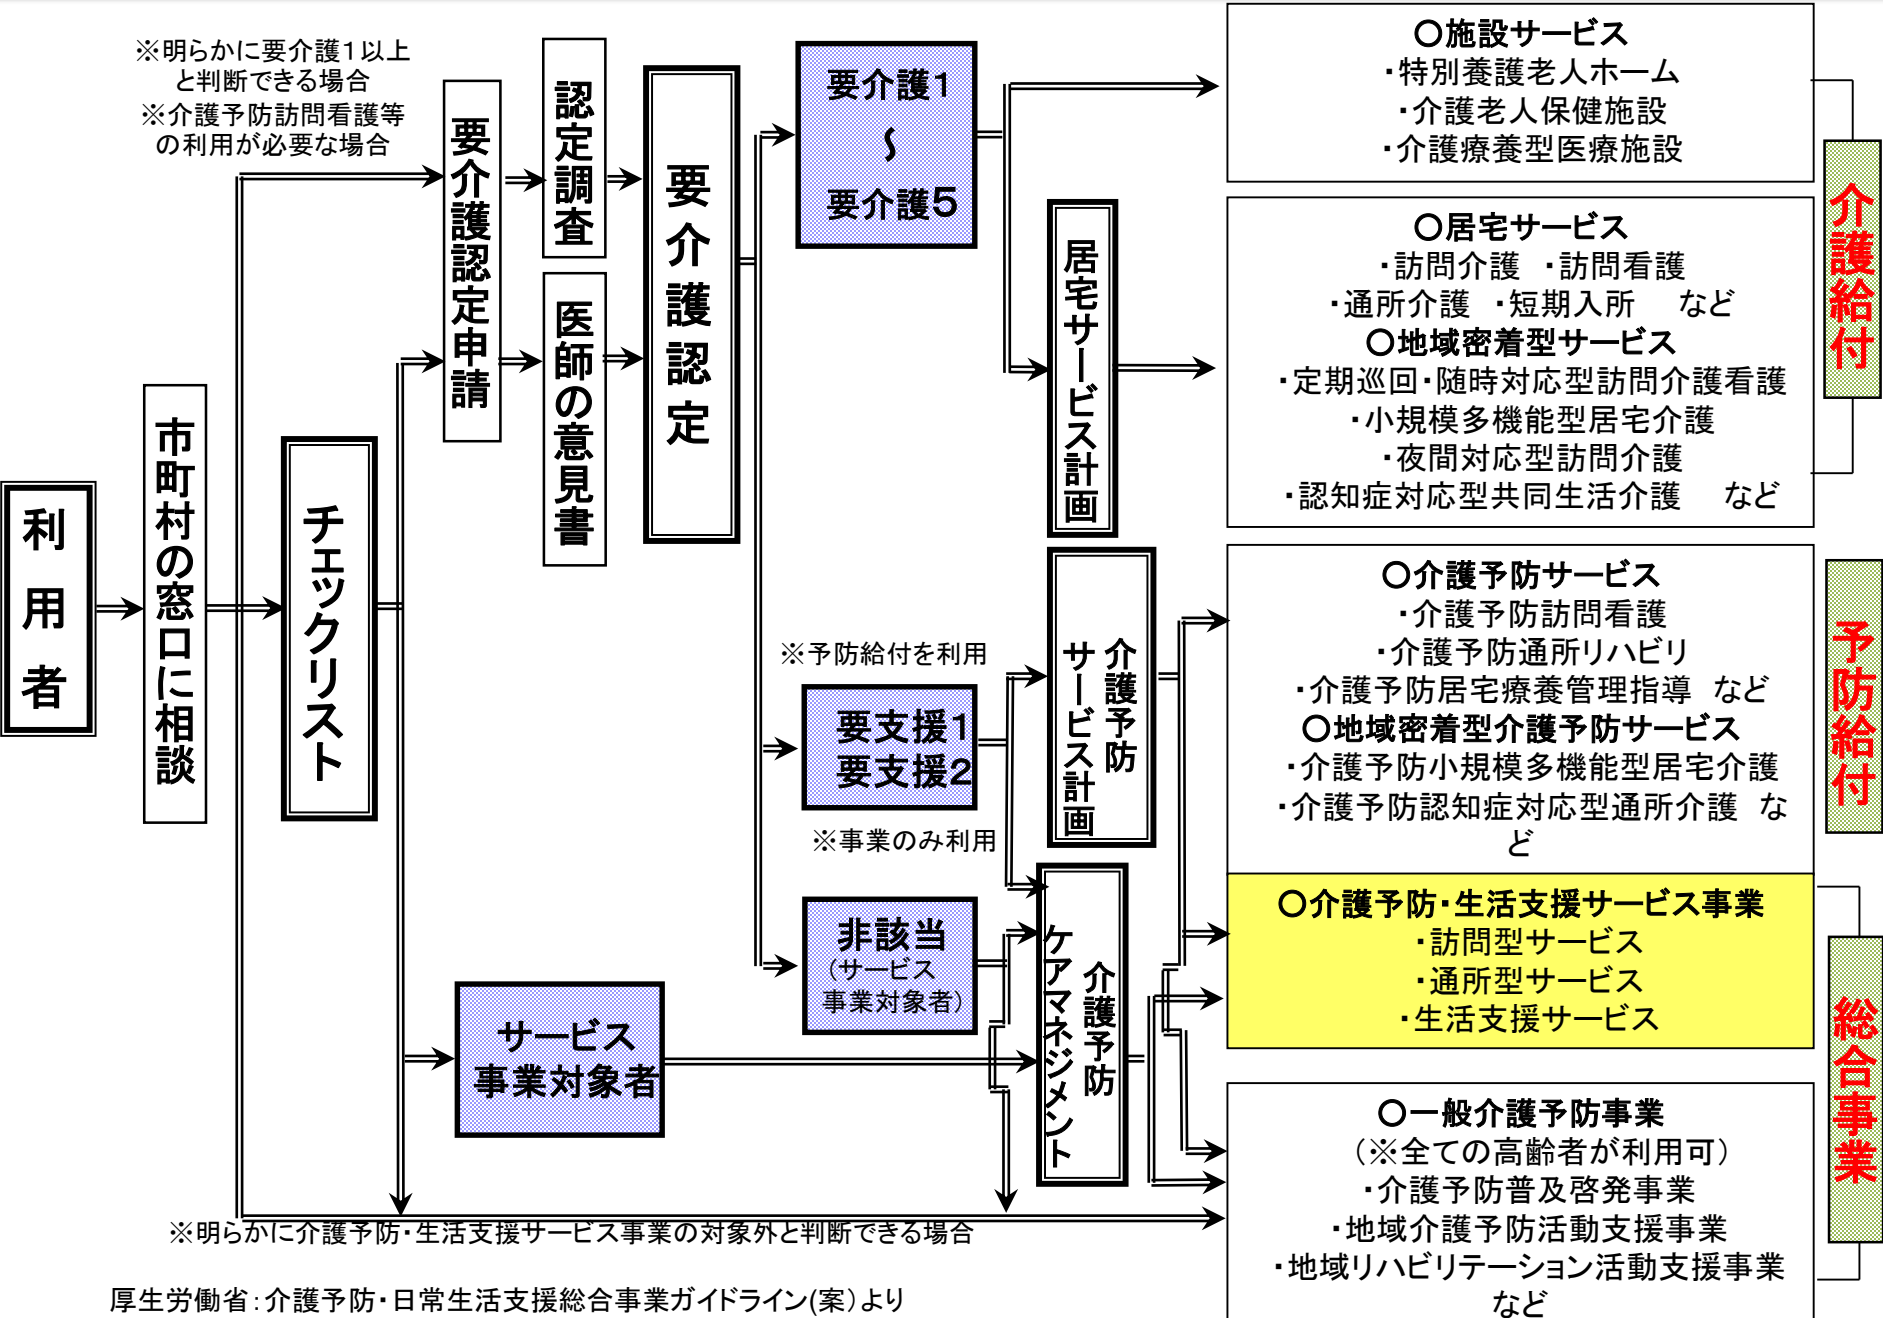 ※明らかに要介護1以上
と判断できる場合
※介護予防訪問看護等
の利用が必要な場合
利用者
市町村の窓口に相談
チェックリスト
要介護認定申請
認定調査
医師の意見書
要介護認定
要介護1
～
要介護5
※予防給付を利用
要支援1
要支援2
※事業のみ利用
非該当
（サービス
事業対象者）
サービス
事業対象者
居宅サービス計画
介護予防
サービス計画
介護予防
ケアマネジメント
○施設サービス
・特別養護老人ホーム
・介護老人保健施設
・介護療養型医療施設
○居宅サービス
・訪問介護 ・訪問看護
・通所介護 ・短期入所 など
○地域密着型サービス
・定期巡回・随時対応型訪問介護看護
・小規模多機能型居宅介護
・夜間対応型訪問介護
・認知症対応型共同生活介護 など
介護給付
○介護予防サービス
・介護予防訪問看護
・介護予防通所リハビリ
・介護予防居宅療養管理指導 など
○地域密着型介護予防サービス
・介護予防小規模多機能型居宅介護
・介護予防認知症対応型通所介護 な
ど
予防給付
○介護予防・生活支援サービス事業
・訪問型サービス
・通所型サービス
・生活支援サービス
○一般介護予防事業
（※全ての高齢者が利用可）
・介護予防普及啓発事業
・地域介護予防活動支援事業
・地域リハビリテーション活動支援事業
など
総合事業
※明らかに介護予防・生活支援サービス事業の対象外と判断できる場合
厚生労働省：介護予防・日常生活支援総合事業ガイドライン(案）より